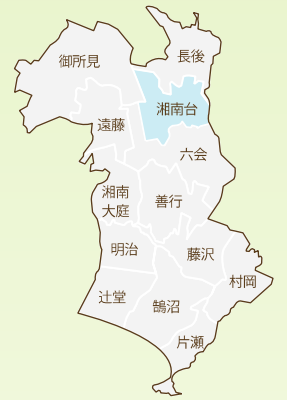 長後
御所見
湘南台
遠藤
六会
湘南
大庭
善行
明治
藤沢
村岡
辻堂
鵠沼
片瀬